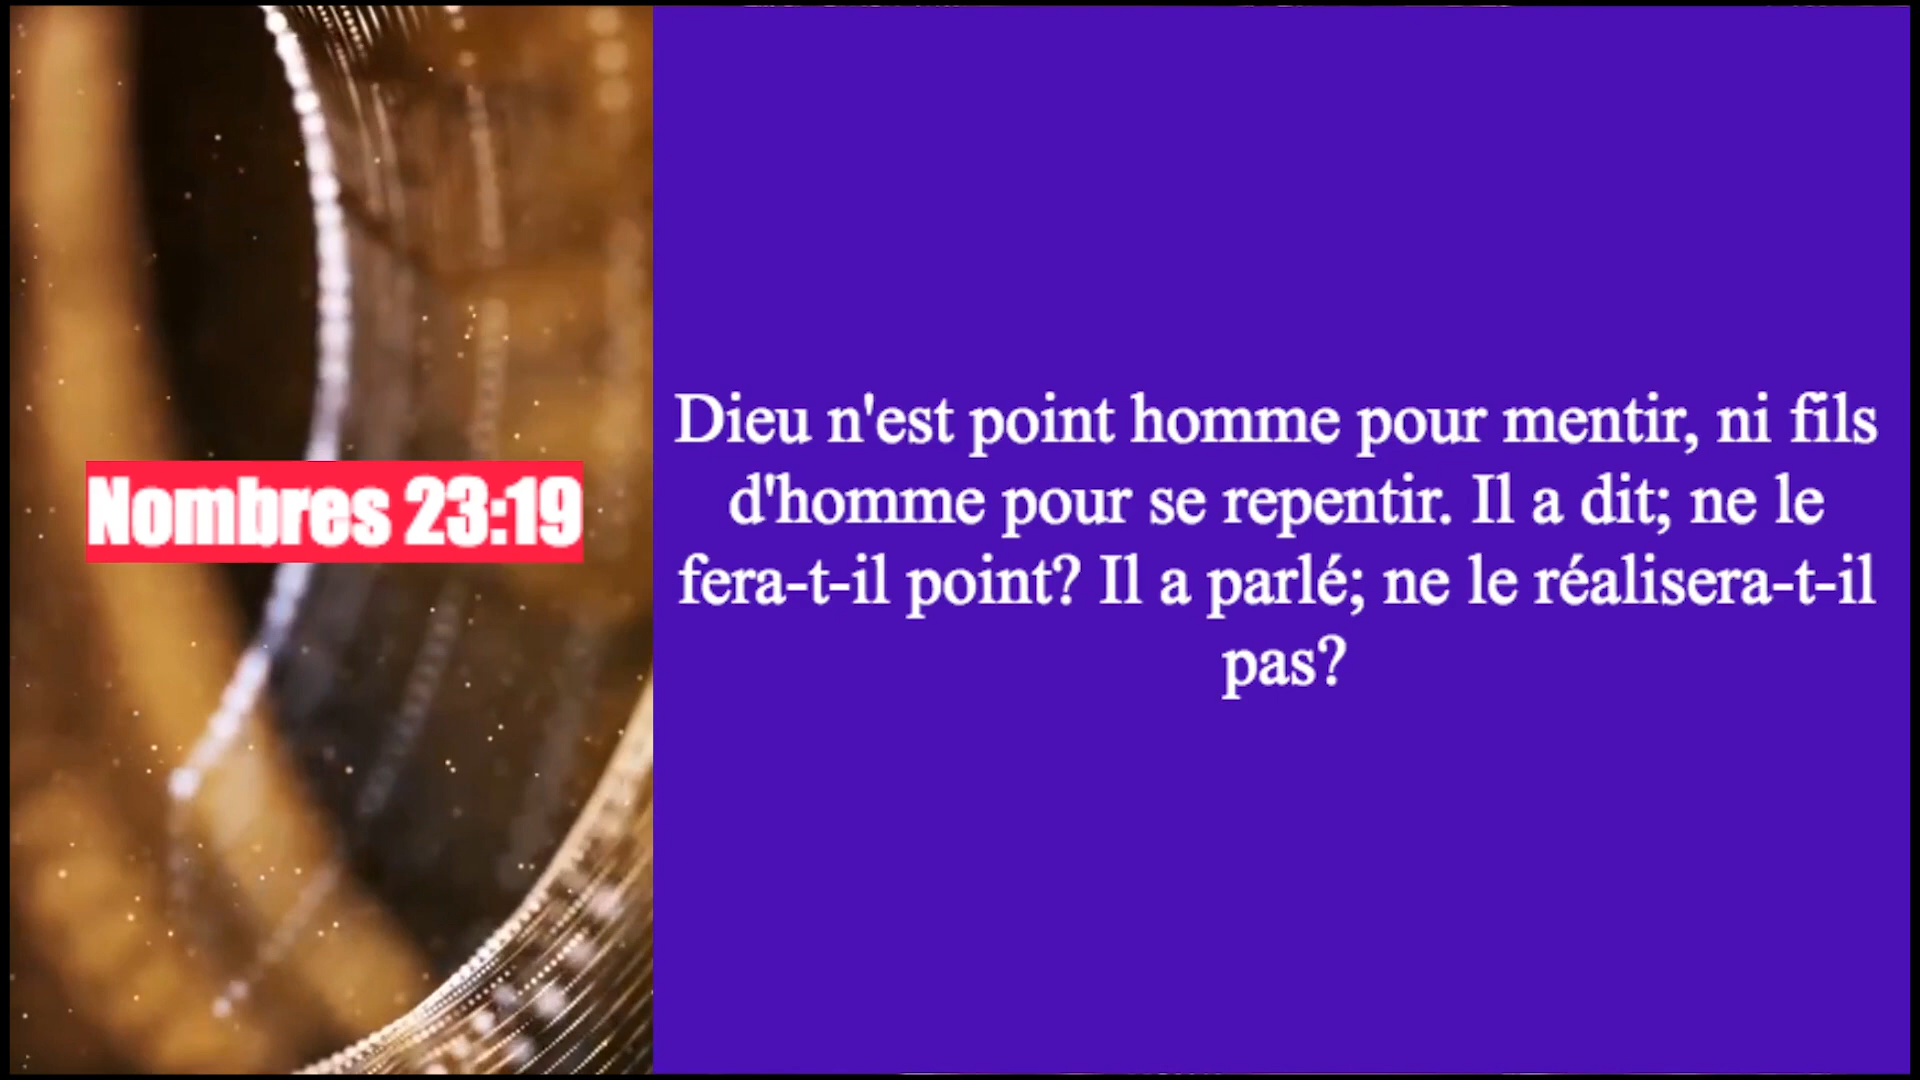 Nombres 23:19
Dieu n'est point homme pour mentir, ni fils
d'homme pour se repentir. Il a dit; ne le
fera-t-il point? Il a parlé; ne le réalisera-t-il
pas?